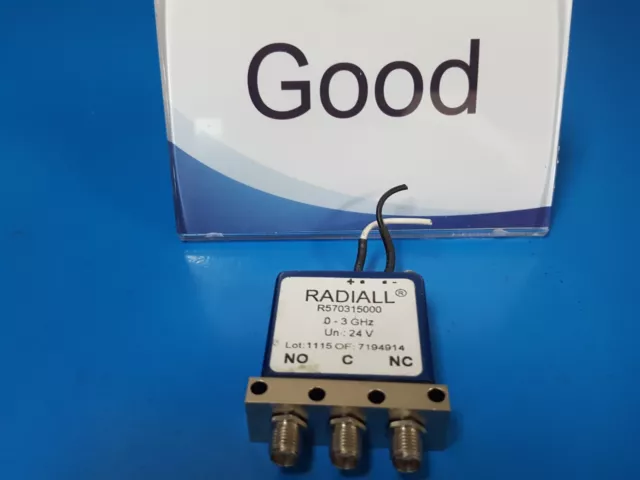 Good
+ -
RADIALL®
R570315000
0 - 3 GHz
Un : 24 V
Lot: 1115 OF: 7194914
NO C NC